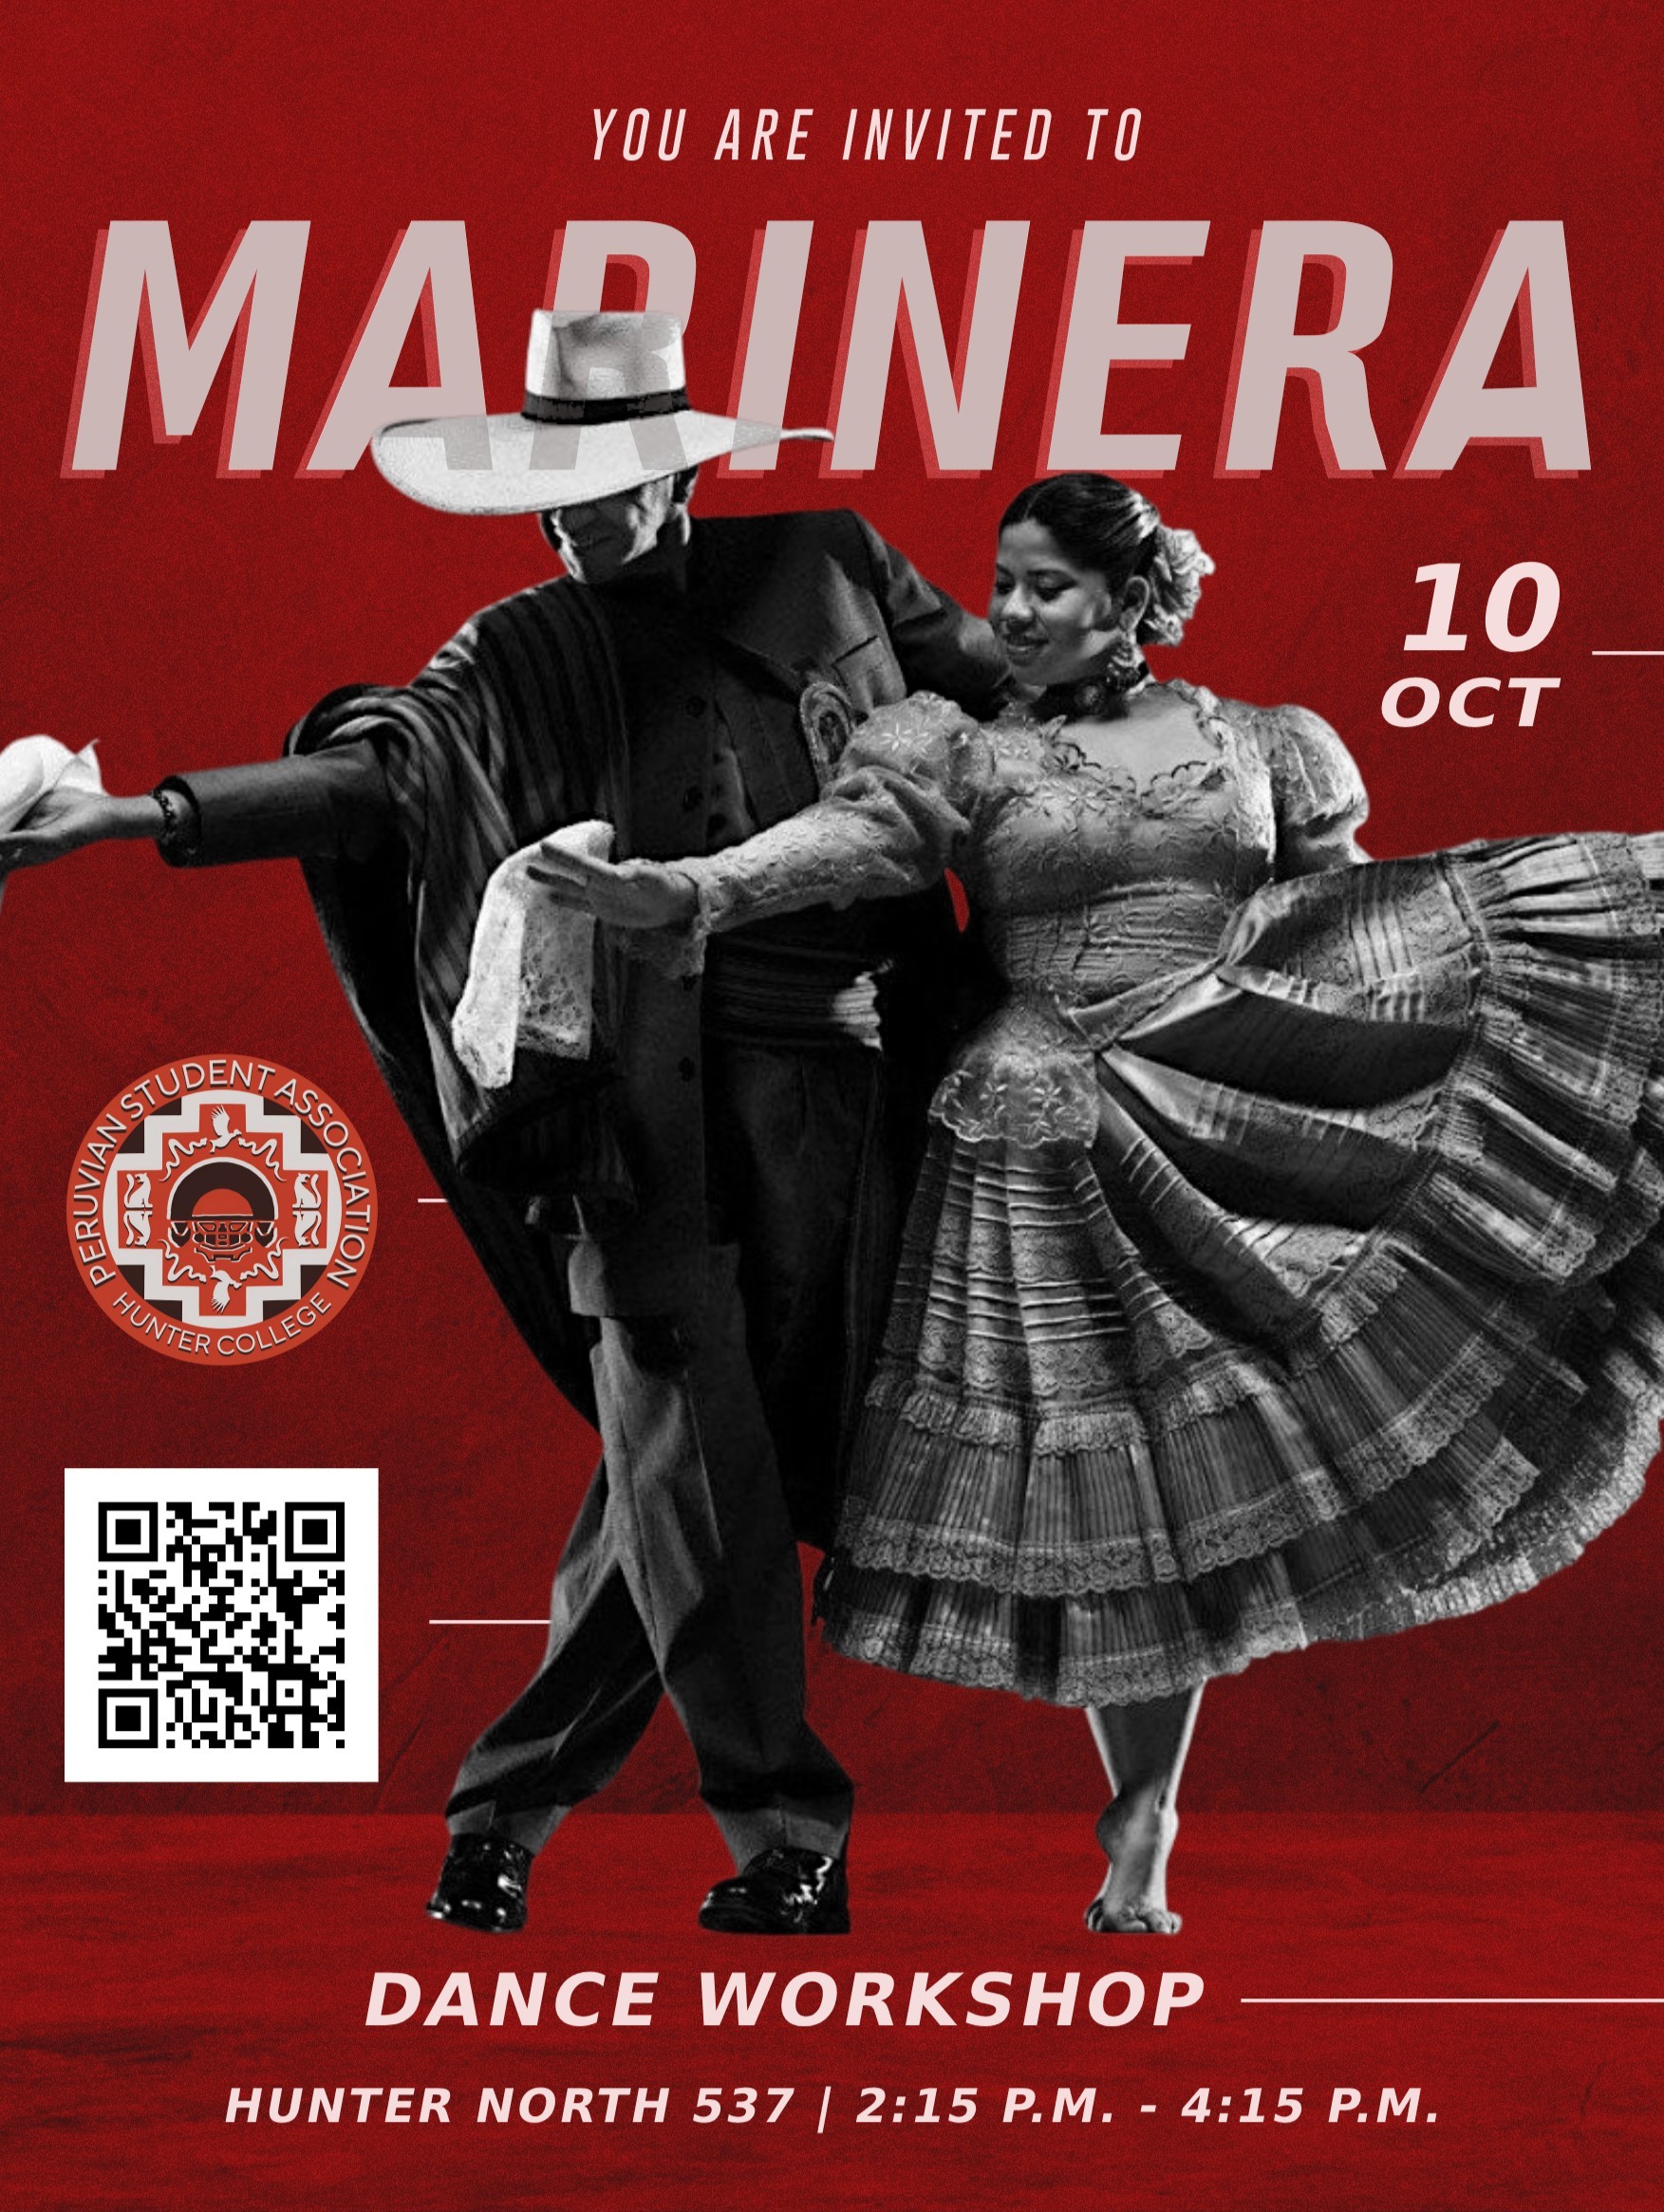 YOU ARE INVITED TO
MARINERA
10
OCT
PERUVIAN STUDENT ASSOCIATION
HUNTER COLLEGE
DANCE WORKSHOP
HUNTER NORTH 537 | 2:15 P.M. - 4:15 P.M.